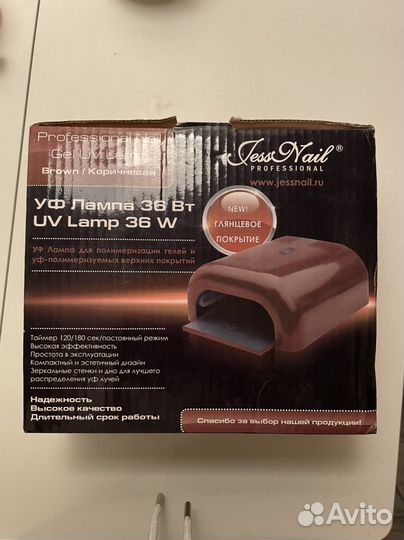 Professional Nail
Gel UV Lamp
Brown / Коричневая
JessNail®
PROFESSIONAL
www.jessnail.ru
УФ Лампа 36 Вт
UV Lamp 36 W
NEW!
ГЛЯНЦЕВОЕ
ПОКРЫТИЕ
УФ Лампа для полимеризации гелей и
уф-полимеризуемых верхних покрытий
Таймер 120/180 сек/постоянный режим
Высокая эффективность
Простота в эксплуатации
Компактный и эстетичный дизайн
Зеркальные стенки и дно для лучшего
распределения уф лучей
Надежность
Высокое качество
Длительный срок работы
Спасибо за выбор нашей продукции!
Avito